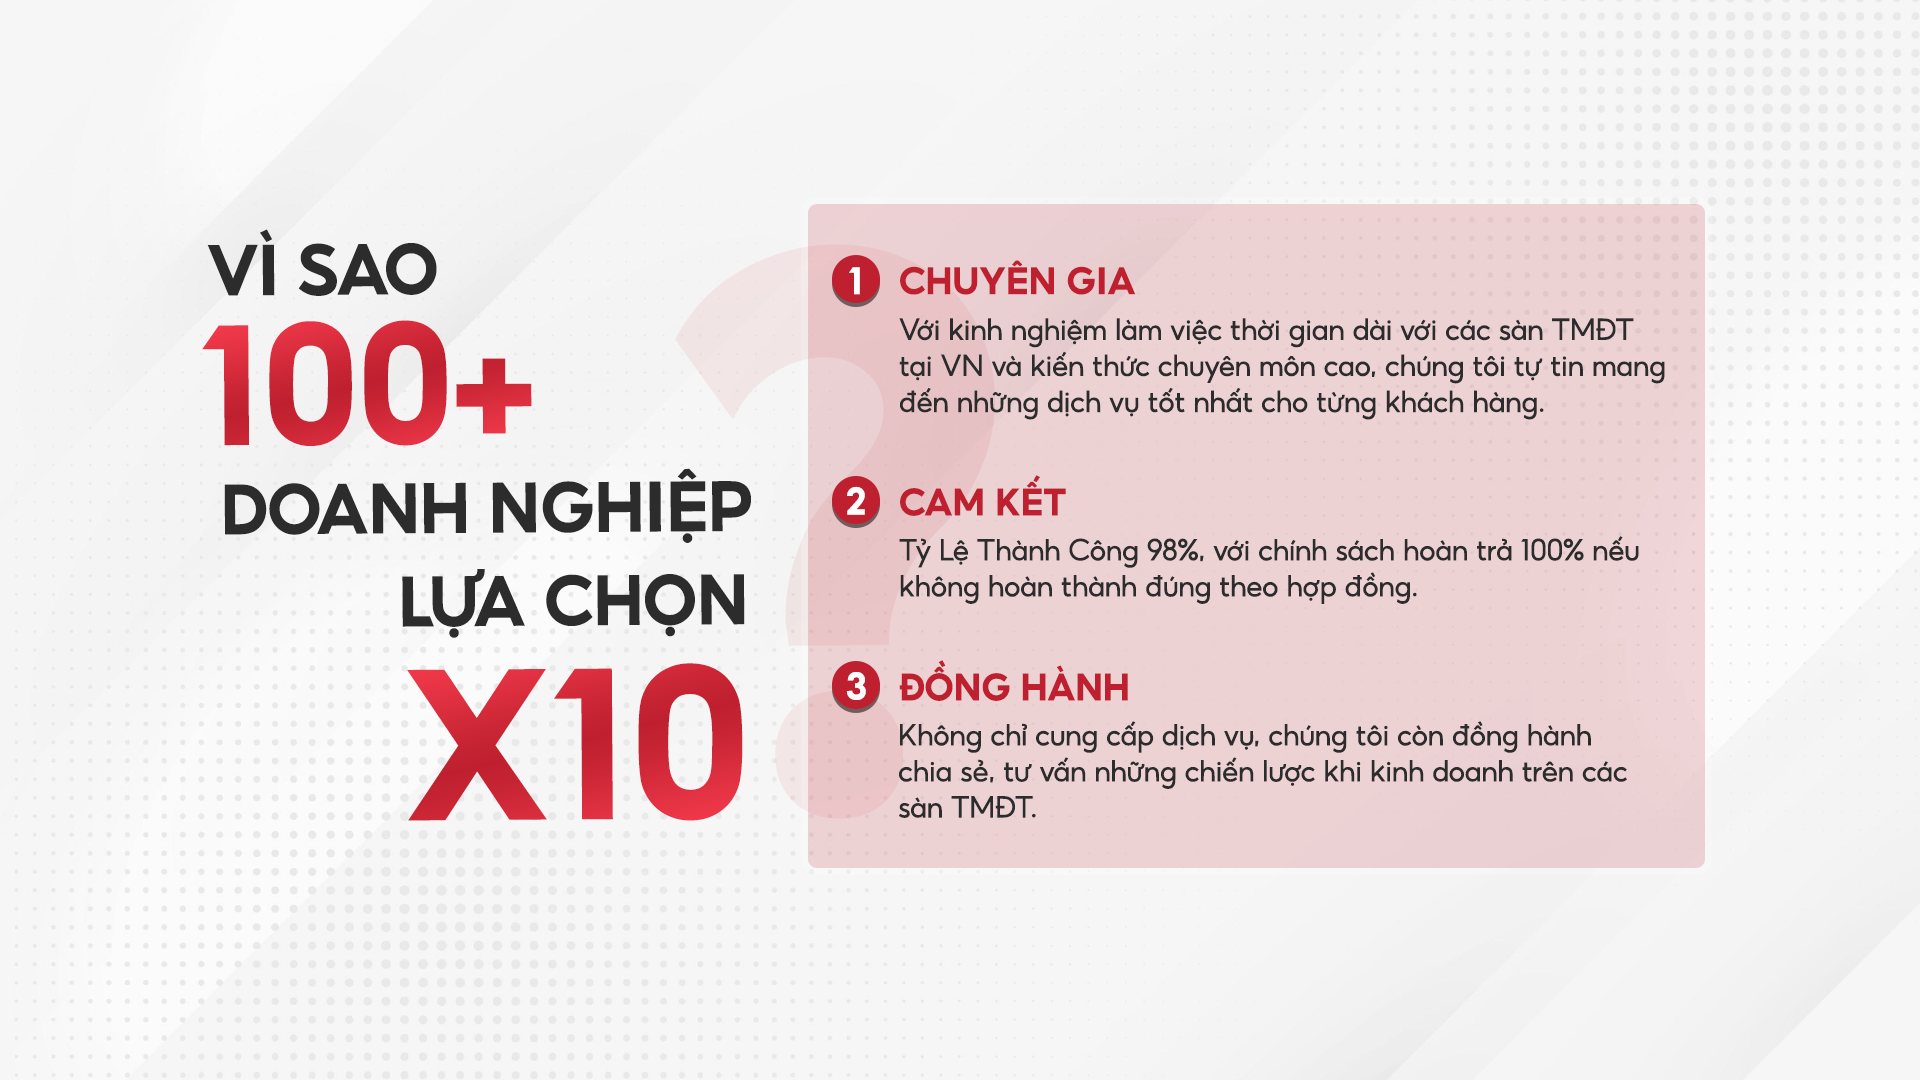 VÌ SAO
100+
DOANH NGHIỆP
LỰA CHỌN
X10
?
1 CHUYÊN GIA
Với kinh nghiệm làm việc thời gian dài với các sàn TMĐT
tại VN và kiến thức chuyên môn cao, chúng tôi tự tin mang
đến những dịch vụ tốt nhất cho từng khách hàng.
2 CAM KẾT
Tỷ Lệ Thành Công 98%, với chính sách hoàn trả 100% nếu
không hoàn thành đúng theo hợp đồng.
3 ĐỒNG HÀNH
Không chỉ cung cấp dịch vụ, chúng tôi còn đồng hành
chia sẻ, tư vấn những chiến lược khi kinh doanh trên các
sàn TMĐT.